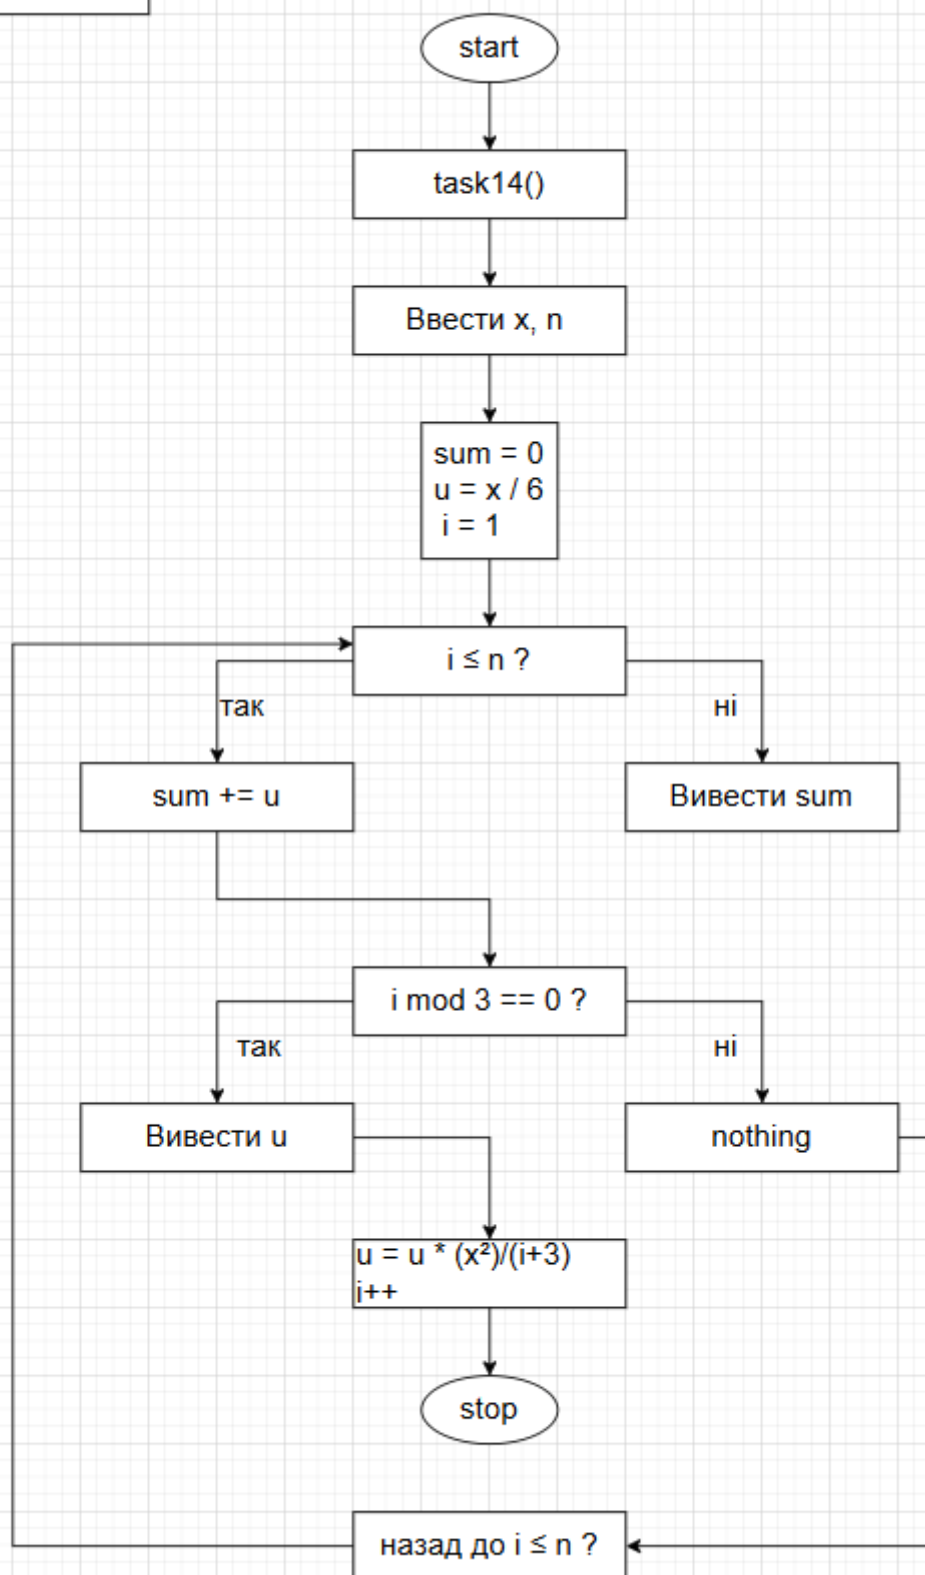 start
task14()
Ввести x, n
sum = 0
u = x / 6
i = 1
i ≤ n ?
так
ні
sum += u
Вивести sum
i mod 3 == 0 ?
так
ні
Вивести u
nothing
u = u * (x²)/(i+3)
i++
stop
назад до i ≤ n ?